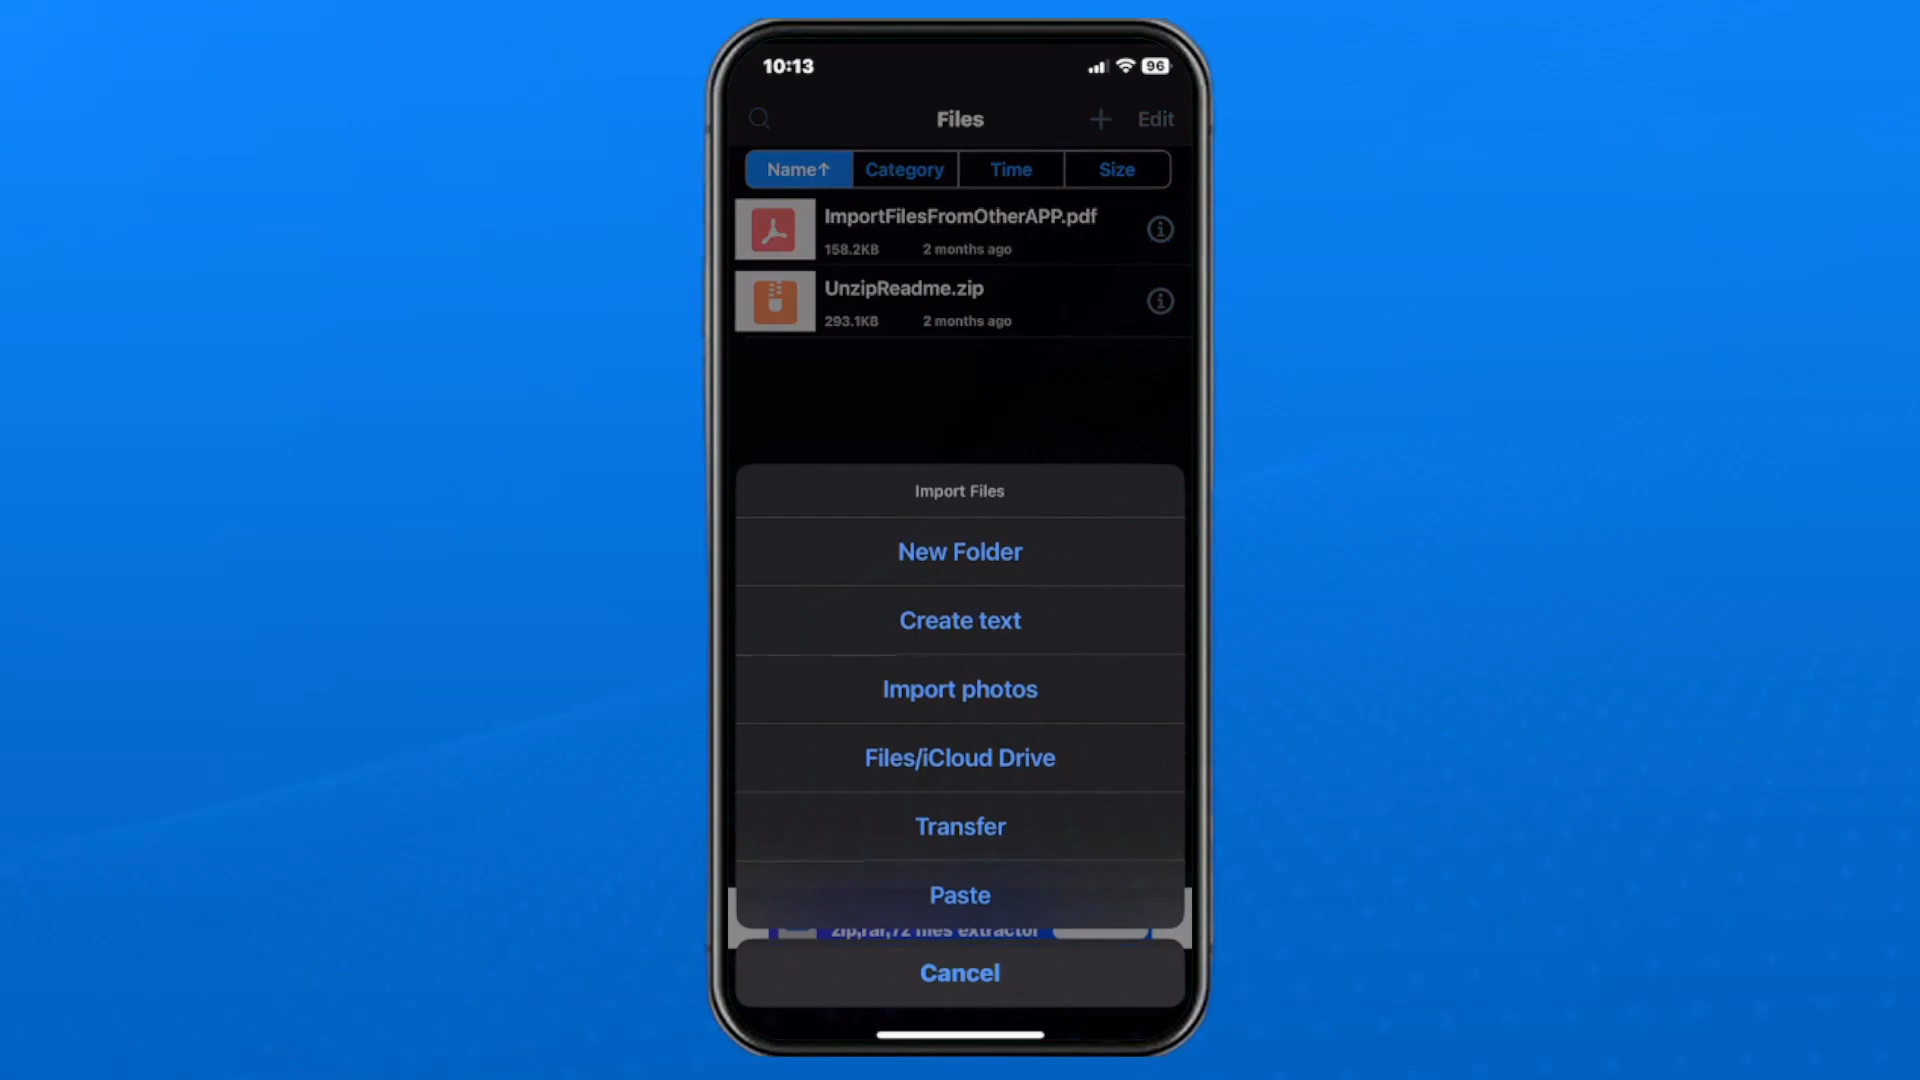 10:13
96
Files
Edit
Name↑
Category
Time
Size
ImportFilesFromOtherAPP.pdf
158.2KB
2 months ago
UnzipReadme.zip
293.1KB
2 months ago
Import Files
New Folder
Create text
Import photos
Files/iCloud Drive
Transfer
Paste
zip,rar,7z files extractor
Cancel